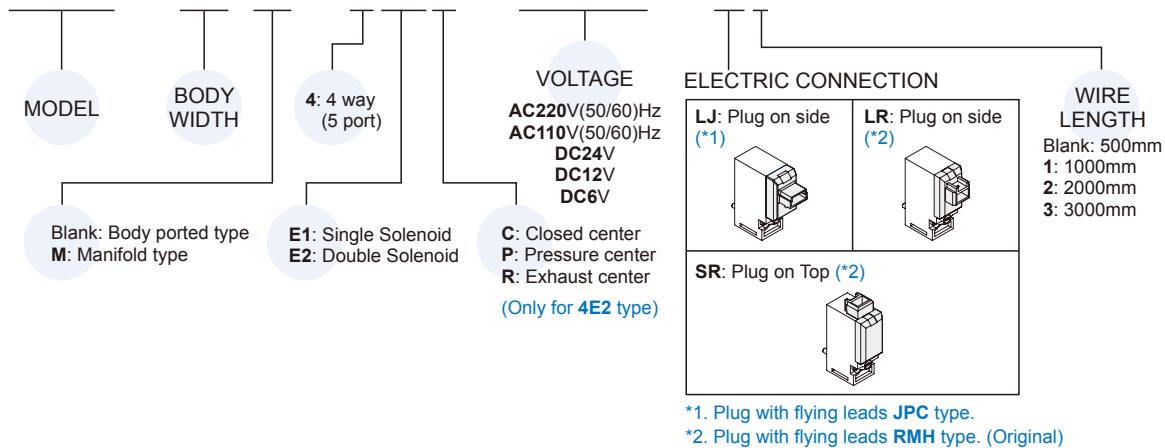 MODEL
BODY
WIDTH
4: 4 way
(5 port)
VOLTAGE
AC220V(50/60)Hz
AC110V(50/60)Hz
DC24V
DC12V
DC6V
ELECTRIC CONNECTION
LJ: Plug on side
(*1)
LR: Plug on side
(*2)
SR: Plug on Top (*2)
*1. Plug with flying leads JPC type.
*2. Plug with flying leads RMH type. (Original)
WIRE
LENGTH
Blank: 500mm
1: 1000mm
2: 2000mm
3: 3000mm
Blank: Body ported type
M: Manifold type
E1: Single Solenoid
E2: Double Solenoid
C: Closed center
P: Pressure center
R: Exhaust center
(Only for 4E2 type)